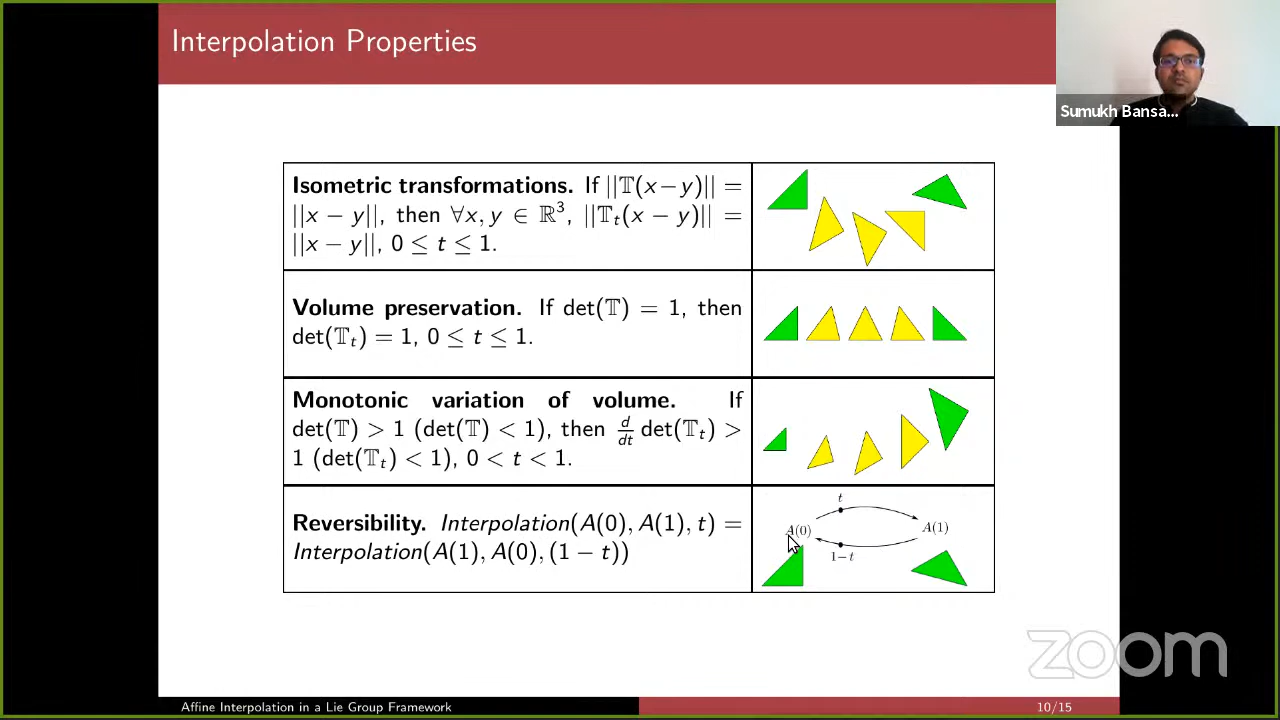 Interpolation Properties
Sumukh Bansa...
Isometric transformations. If ||𝕋(x−y)|| =
||x − y||, then ∀x, y ∈ ℝ³, ||𝕋ₜ(x − y)|| =
||x − y||, 0 ≤ t ≤ 1.
Volume preservation. If det(𝕋) = 1, then
det(𝕋ₜ) = 1, 0 ≤ t ≤ 1.
Monotonic variation of volume. If
det(𝕋) > 1 (det(𝕋) < 1), then d/dt det(𝕋ₜ) >
1 (det(𝕋ₜ) < 1), 0 < t < 1.
Reversibility. Interpolation(A(0), A(1), t) =
Interpolation(A(1), A(0), (1 − t))
t
A(0)
A(1)
1−t
zoom
Affine Interpolation in a Lie Group Framework
10/15